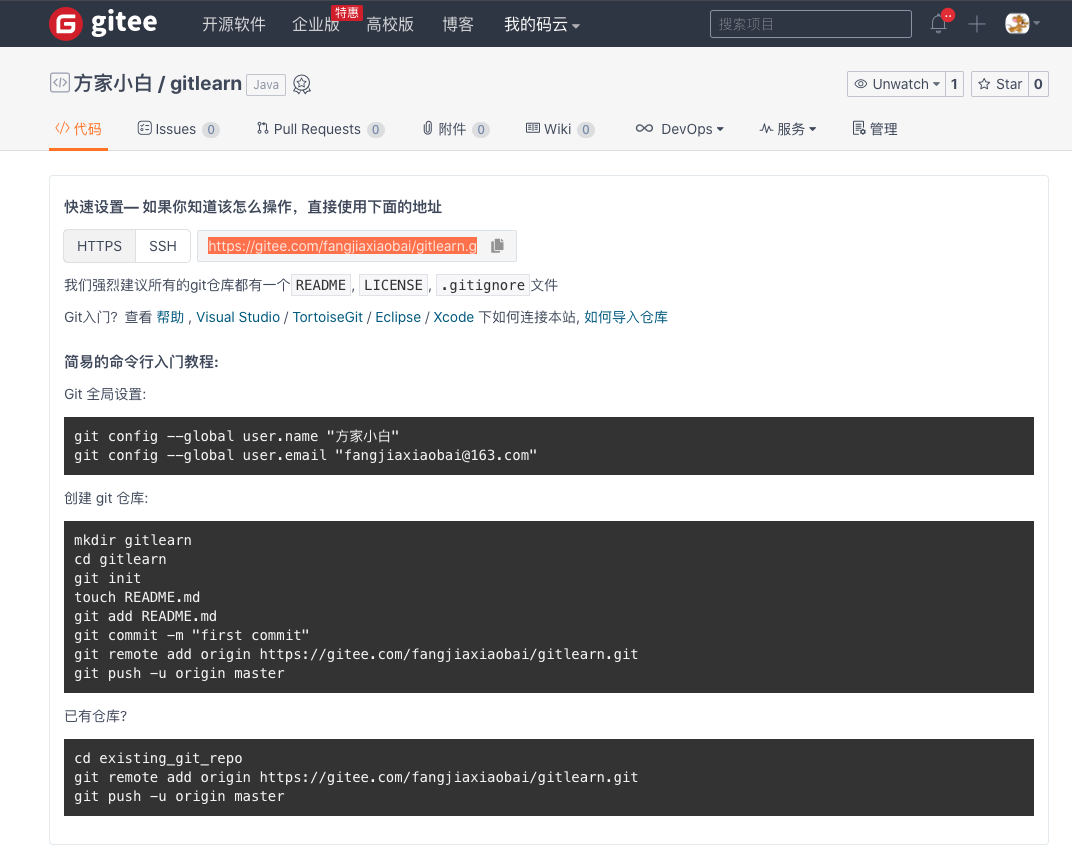 gitee 开源软件 企业版 特惠 高校版 博客 我的码云 搜索项目 ..
方家小白 / gitlearn Java Unwatch 1 Star 0
代码 Issues 0 Pull Requests 0 附件 0 Wiki 0 DevOps 服务 管理
快速设置— 如果你知道该怎么操作，直接使用下面的地址
HTTPS SSH https://gitee.com/fangjiaxiaobai/gitlearn.g
我们强烈建议所有的git仓库都有一个 README, LICENSE, .gitignore 文件
Git入门？查看 帮助 , Visual Studio / TortoiseGit / Eclipse / Xcode 下如何连接本站, 如何导入仓库
简易的命令行入门教程:
Git 全局设置:
git config --global user.name "方家小白"
git config --global user.email "fangjiaxiaobai@163.com"
创建 git 仓库:
mkdir gitlearn
cd gitlearn
git init
touch README.md
git add README.md
git commit -m "first commit"
git remote add origin https://gitee.com/fangjiaxiaobai/gitlearn.git
git push -u origin master
已有仓库?
cd existing_git_repo
git remote add origin https://gitee.com/fangjiaxiaobai/gitlearn.git
git push -u origin master